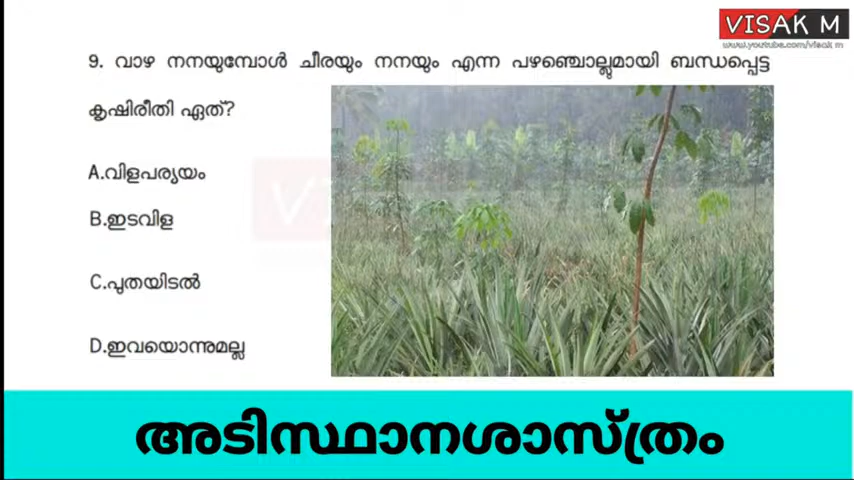 VISAK M
www.youtube.com/visak m
9. വാഴ നനയുമ്പോൾ ചീരയും നനയും എന്ന പഴഞ്ചൊല്ലുമായി ബന്ധപ്പെട്ട
കൃഷിരീതി ഏത്?
A.വിളപര്യയം
B.ഇടവിള
C.പുതയിടൽ
D.ഇവയൊന്നുമല്ല
അടിസ്ഥാനശാസ്ത്രം